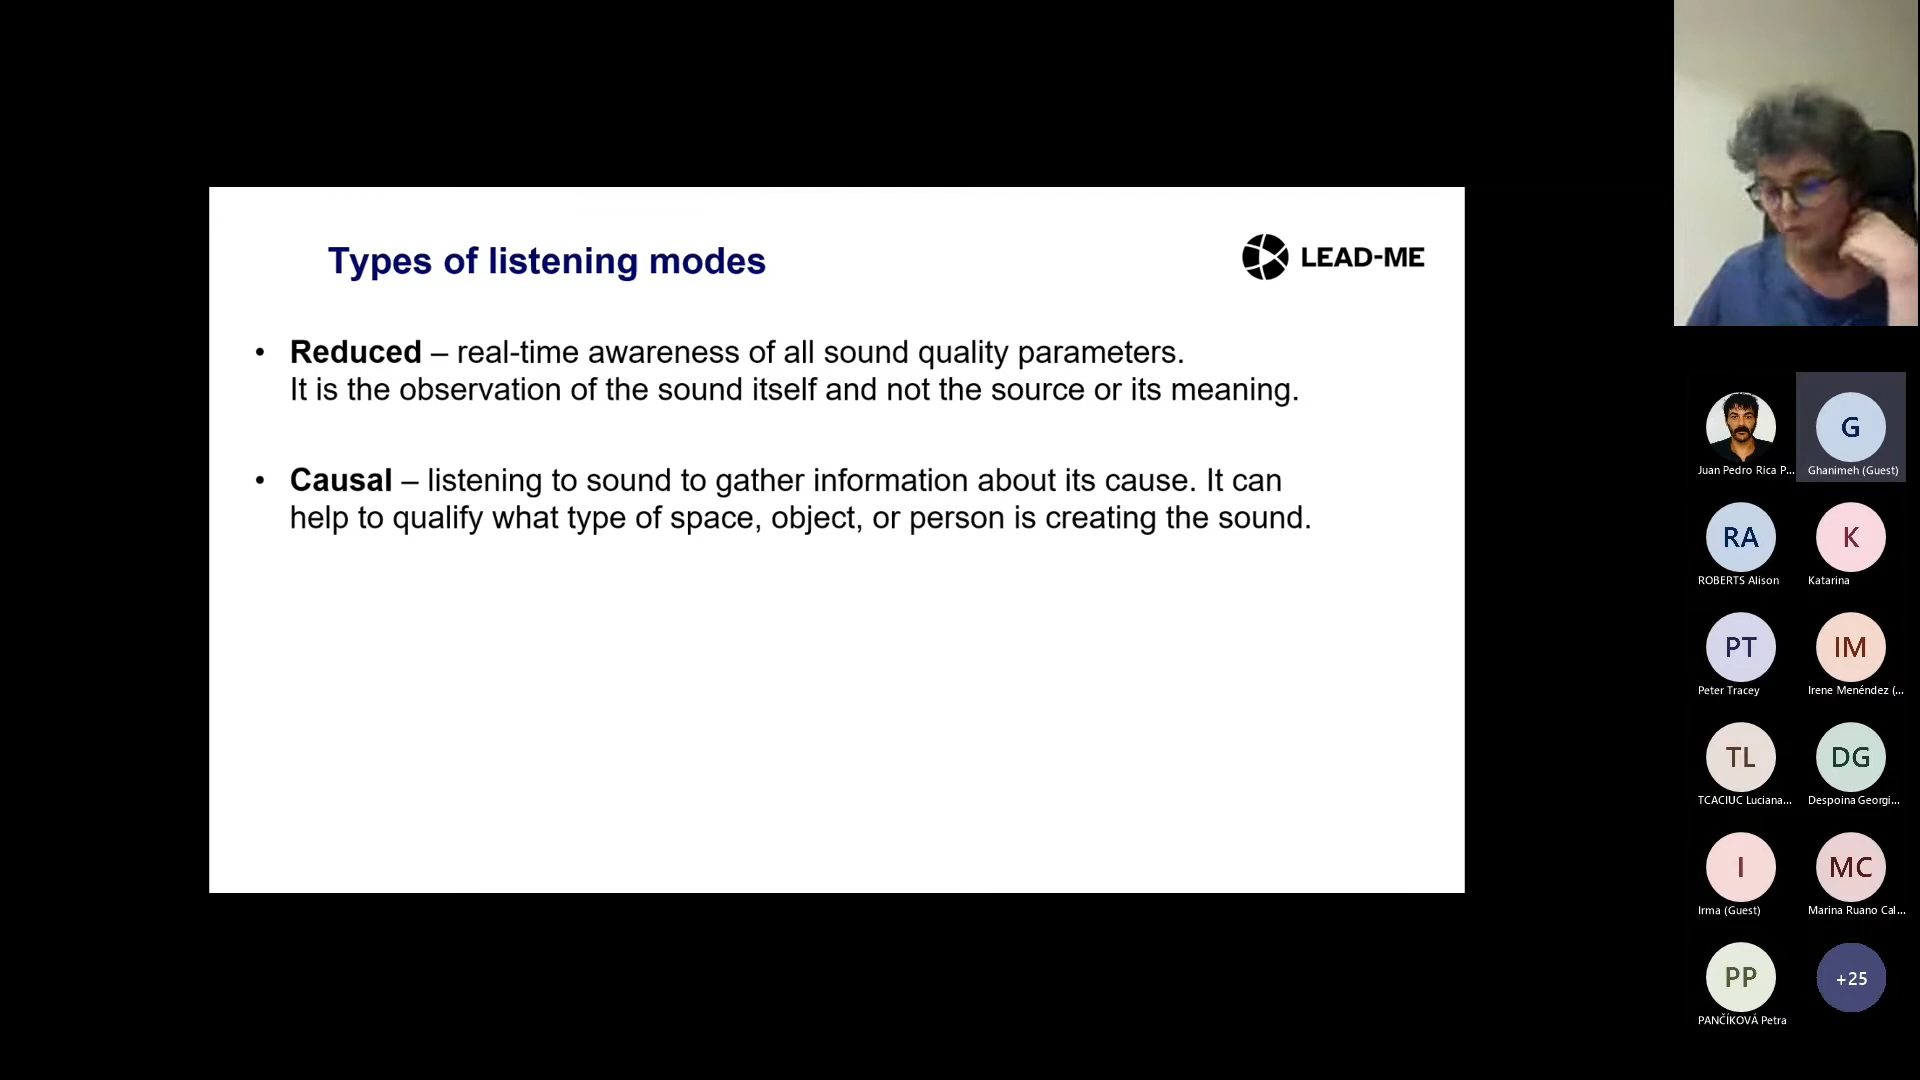 Types of listening modes
LEAD-ME
• Reduced – real-time awareness of all sound quality parameters.
It is the observation of the sound itself and not the source or its meaning.
• Causal – listening to sound to gather information about its cause. It can
help to qualify what type of space, object, or person is creating the sound.
Juan Pedro Rica P...
G
Ghanimeh (Guest)
RA
ROBERTS Alison
K
Katarina
PT
Peter Tracey
IM
Irene Menéndez (...
TL
TCACIUC Luciana...
DG
Despoina Georgi...
I
Irma (Guest)
MC
Marina Ruano Cal...
PP
PANČÍKOVÁ Petra
+25